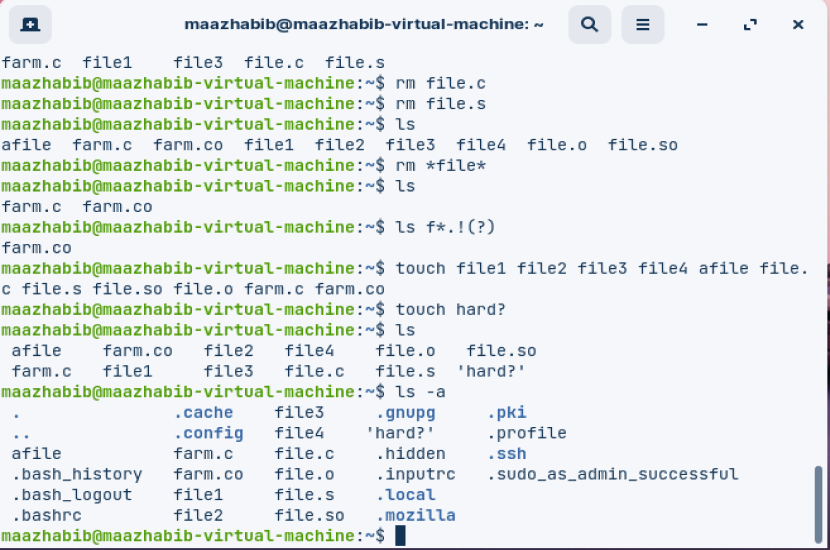 maazhabib@maazhabib-virtual-machine: ~
farm.c  file1    file3  file.c  file.s
maazhabib@maazhabib-virtual-machine:~$ rm file.c
maazhabib@maazhabib-virtual-machine:~$ rm file.s
maazhabib@maazhabib-virtual-machine:~$ ls
afile  farm.c  farm.co  file1  file2  file3  file4  file.o  file.so
maazhabib@maazhabib-virtual-machine:~$ rm *file*
maazhabib@maazhabib-virtual-machine:~$ ls
farm.c  farm.co
maazhabib@maazhabib-virtual-machine:~$ ls f*.!(?)
farm.co
maazhabib@maazhabib-virtual-machine:~$ touch file1 file2 file3 file4 afile file.
c file.s file.so file.o farm.c farm.co
maazhabib@maazhabib-virtual-machine:~$ touch hard?
maazhabib@maazhabib-virtual-machine:~$ ls
 afile    farm.co   file2   file4    file.o   file.so
 farm.c   file1     file3   file.c   file.s  'hard?'
maazhabib@maazhabib-virtual-machine:~$ ls -a
 .               .cache    file3     .gnupg     .pki
 ..              .config   file4    'hard?'     .profile
 afile           farm.c    file.c    .hidden    .ssh
 .bash_history   farm.co   file.o    .inputrc   .sudo_as_admin_successful
 .bash_logout    file1     file.s    .local
 .bashrc         file2     file.so   .mozilla
maazhabib@maazhabib-virtual-machine:~$